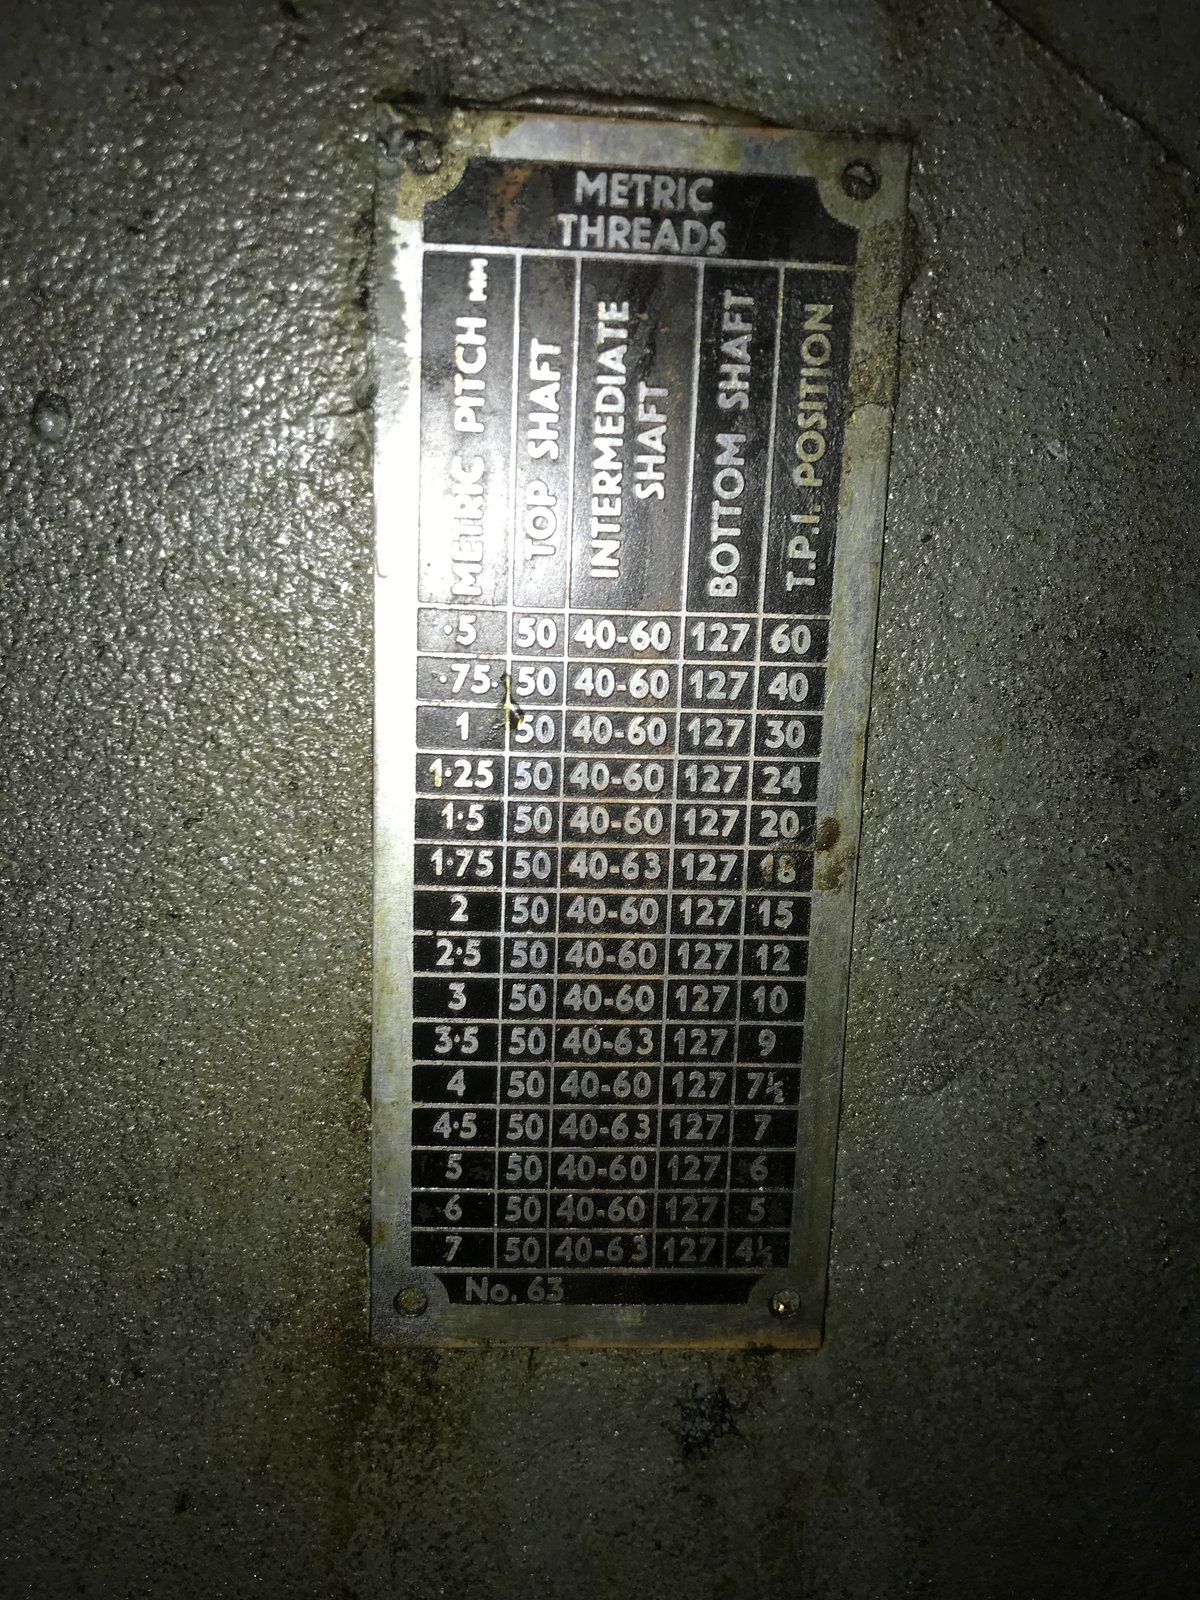 METRIC
THREADS
METRIC PITCH MM
TOP SHAFT
INTERMEDIATE
SHAFT
BOTTOM SHAFT
T.P.I. POSITION
·5 50 40-60 127 60
·75 50 40-60 127 40
1 50 40-60 127 30
1·25 50 40-60 127 24
1·5 50 40-60 127 20
1·75 50 40-63 127 18
2 50 40-60 127 15
2·5 50 40-60 127 12
3 50 40-60 127 10
3·5 50 40-63 127 9
4 50 40-60 127 7½
4·5 50 40-63 127 7
5 50 40-60 127 6
6 50 40-60 127 5
7 50 40-63 127 4½
No. 63